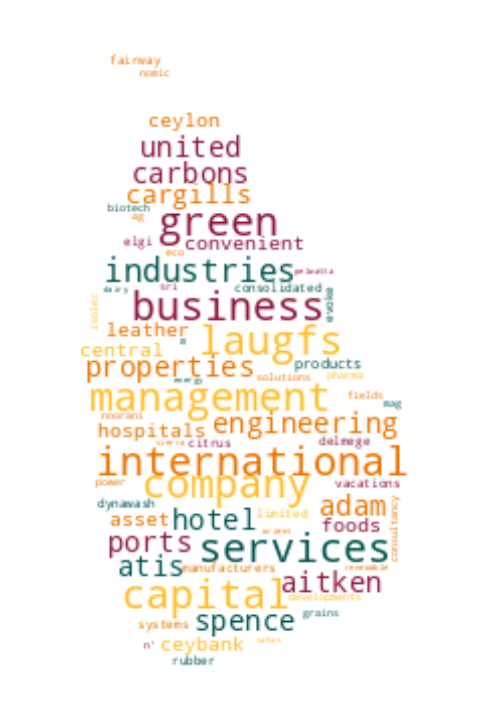 fairway
nomic
ceylon
united
carbons
cargills
biotech
ag
green
elgi convenient
eco
industries pelwatte
dairy sri consolidated
business evoke
isolez
leather laugfs
central
properties products
energy solutions pharma
management fields
mag
noorani
hospitals engineering
sierra citrus delmege
international
power company vacations
dynawash adam
asset hotel limited
foods consultancy
ports services
atis manufacturers renewable
capital aitken
developments
systems spence grains
n' ceybank
rubber